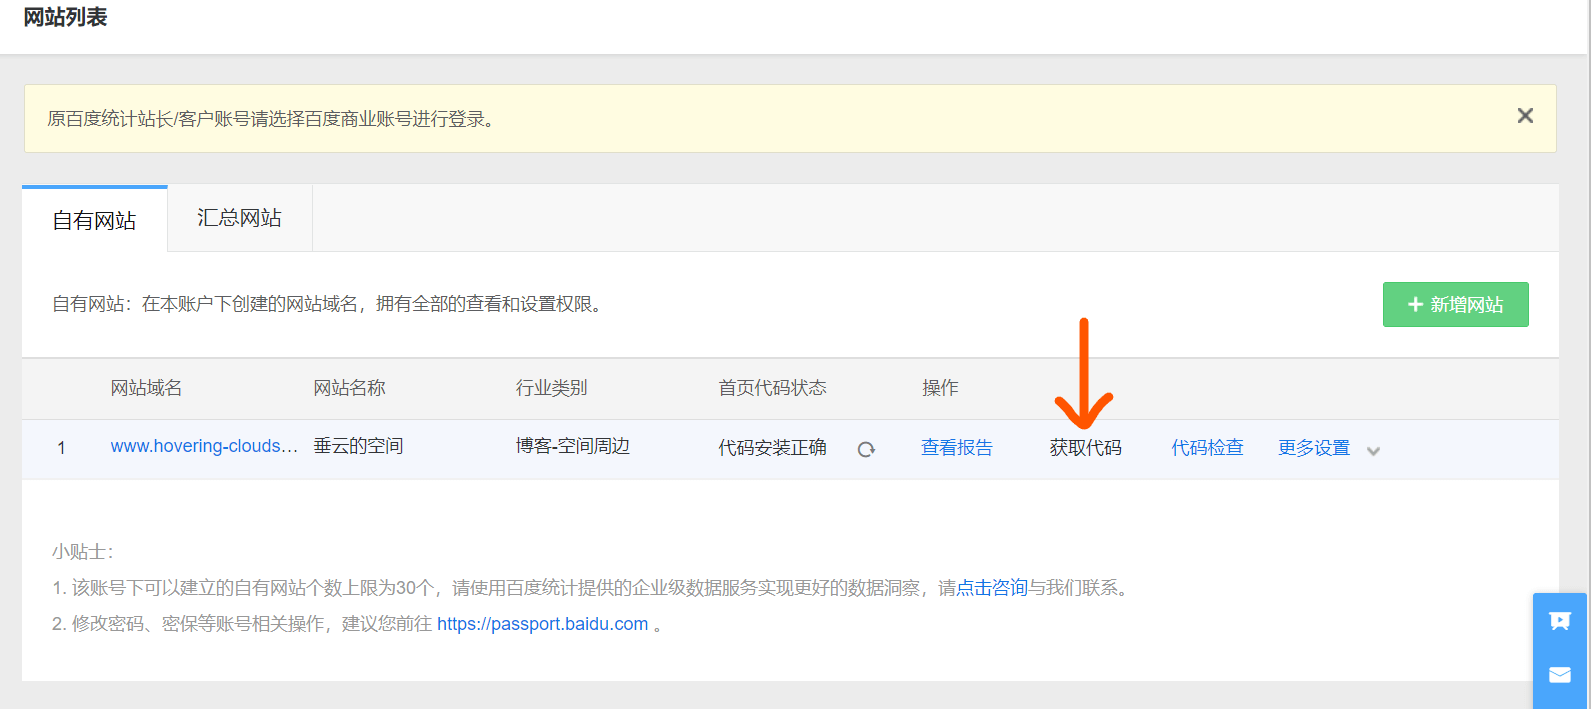 网站列表
原百度统计站长/客户账号请选择百度商业账号进行登录。
自有网站 汇总网站
自有网站：在本账户下创建的网站域名，拥有全部的查看和设置权限。
新增网站
网站域名 网站名称 行业类别 首页代码状态 操作
1 www.hovering-clouds... 垂云的空间 博客-空间周边 代码安装正确 查看报告 获取代码 代码检查 更多设置
小贴士：
1. 该账号下可以建立的自有网站个数上限为30个，请使用百度统计提供的企业级数据服务实现更好的数据洞察，请点击咨询与我们联系。
2. 修改密码、密保等账号相关操作，建议您前往 https://passport.baidu.com 。